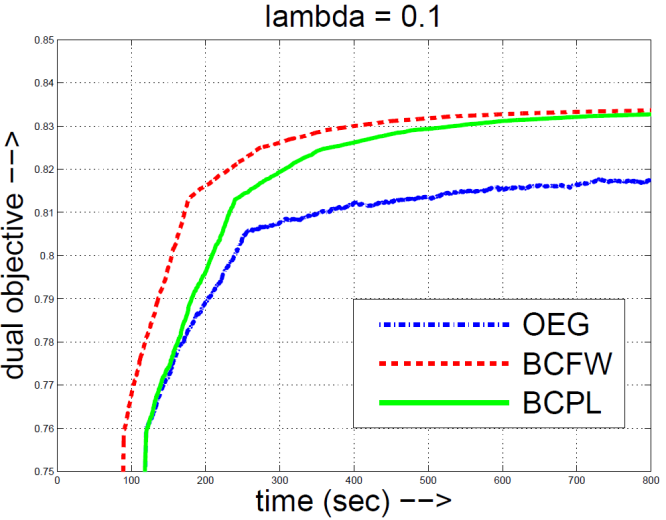 lambda = 0.1
dual objective −−>
0.85
0.84
0.83
0.82
0.81
0.8
0.79
0.78
0.77
0.76
0.75
OEG
BCFW
BCPL
0 100 200 300 400 500 600 700 800
time (sec) −−>